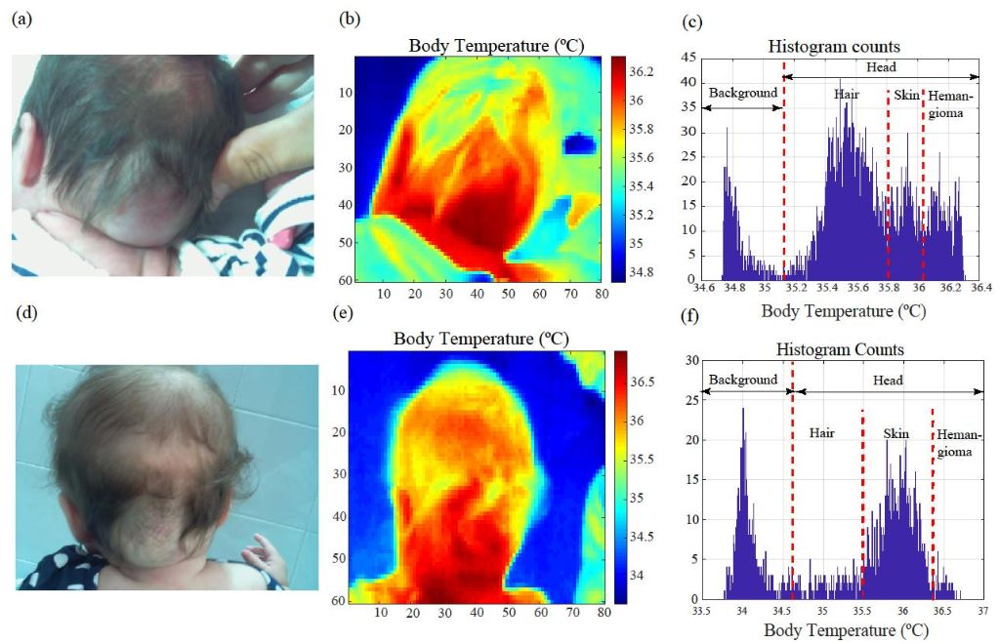 (a)
(b)
(c)
Body Temperature (ºC)
36.2
36
35.8
35.6
35.4
35.2
35
34.8
10
20
30
40
50
60
10 20 30 40 50 60 70 80
Histogram counts
Head
Background
Hair
Skin
Heman-
gioma
45
40
35
30
25
20
15
10
5
0
34.6 34.8 35 35.2 35.4 35.6 35.8 36 36.2 36.4
Body Temperature (ºC)
(d)
(e)
(f)
Body Temperature (ºC)
36.5
36
35.5
35
34.5
34
10
20
30
40
50
60
10 20 30 40 50 60 70 80
Histogram Counts
Background
Head
Hair
Skin
Heman-
gioma
30
25
20
15
10
5
0
33.5 34 34.5 35 35.5 36 36.5 37
Body Temperature (ºC)